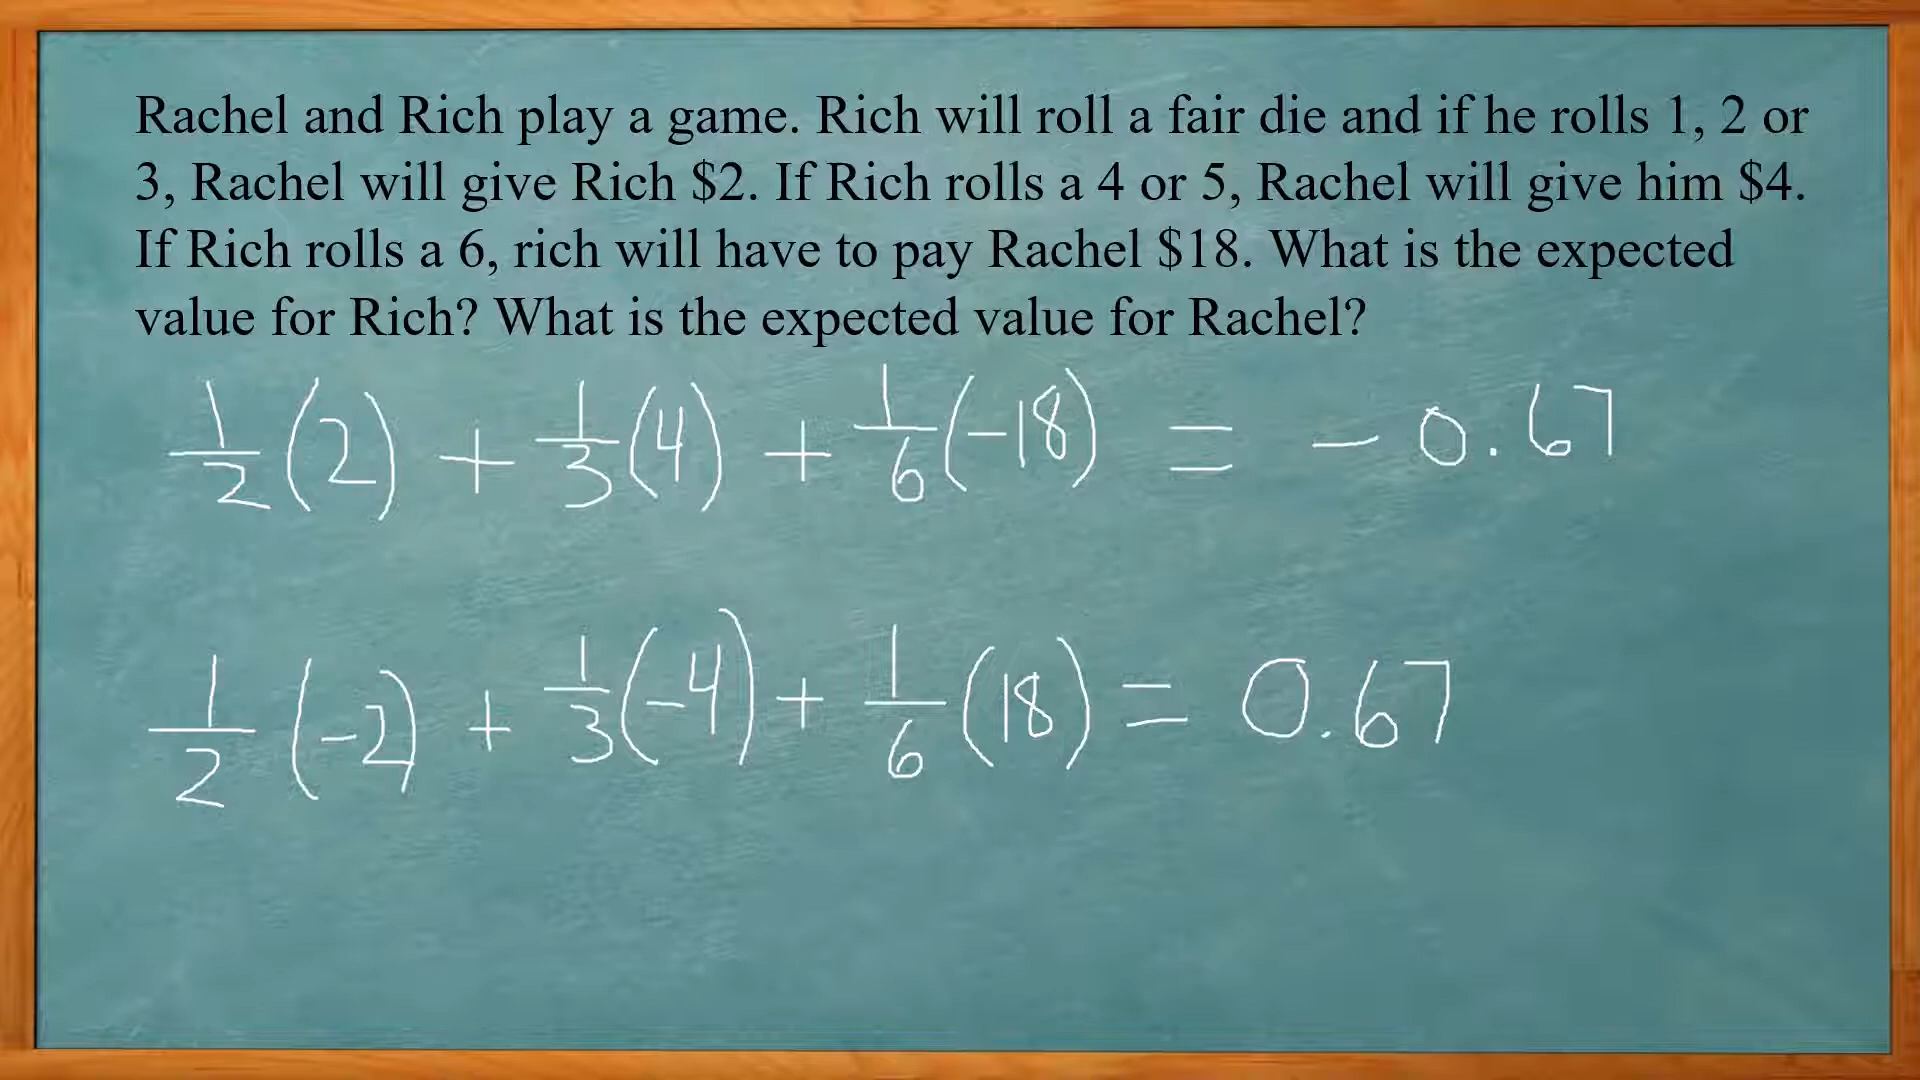 Rachel and Rich play a game. Rich will roll a fair die and if he rolls 1, 2 or
3, Rachel will give Rich $2. If Rich rolls a 4 or 5, Rachel will give him $4.
If Rich rolls a 6, rich will have to pay Rachel $18. What is the expected
value for Rich? What is the expected value for Rachel?
1/2 (2) + 1/3 (4) + 1/6 (-18) = -0.67
1/2 (-2) + 1/3 (-4) + 1/6 (18) = 0.67